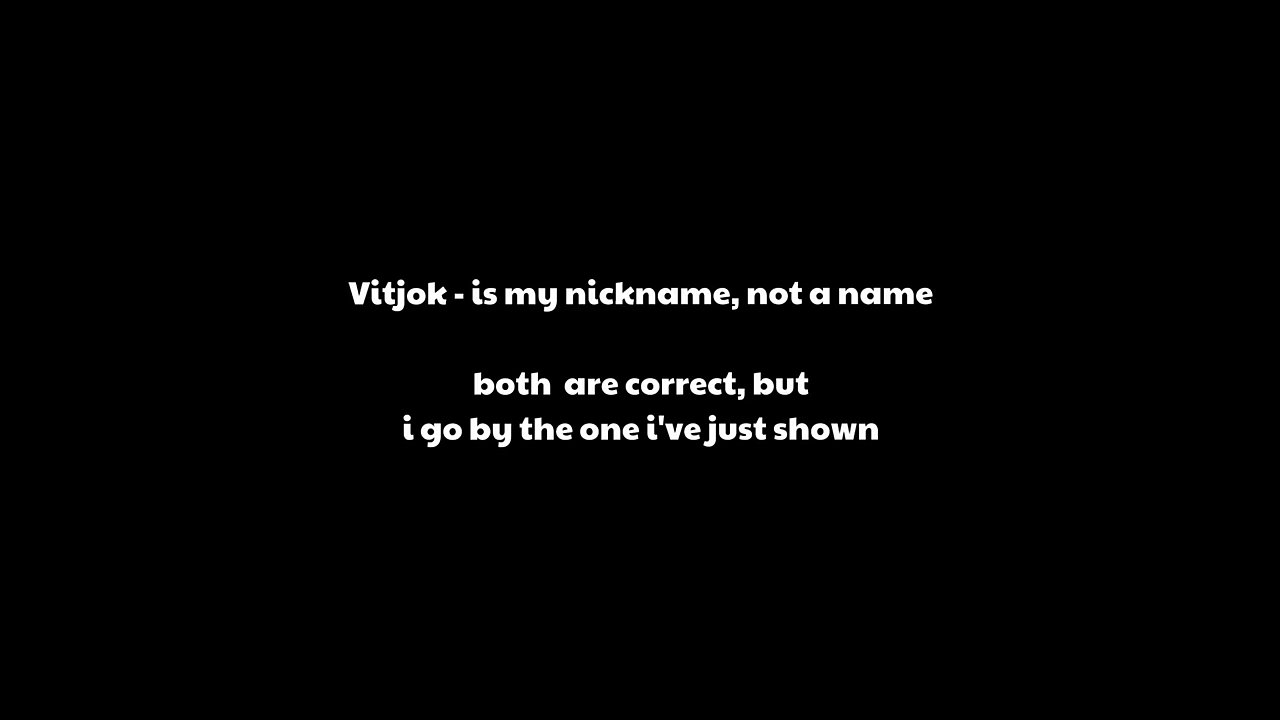 Vitjok - is my nickname, not a name
both  are correct, but
i go by the one i've just shown